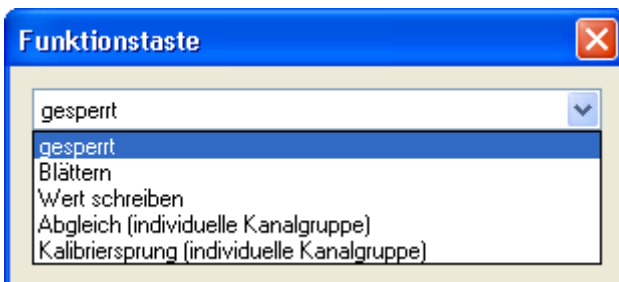 Funktionstaste
gesperrt
gesperrt
Blättern
Wert schreiben
Abgleich (individuelle Kanalgruppe)
Kalibriersprung (individuelle Kanalgruppe)